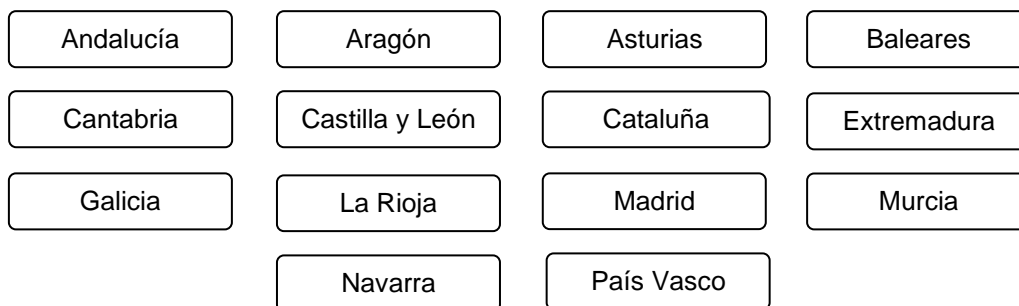 Andalucía
Aragón
Asturias
Baleares
Cantabria
Castilla y León
Cataluña
Extremadura
Galicia
La Rioja
Madrid
Murcia
Navarra
País Vasco